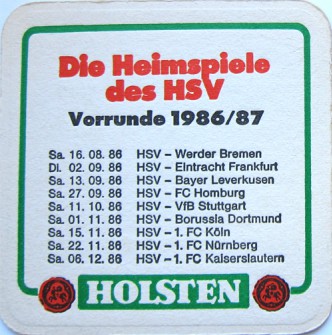 Die Heimspiele
des HSV
Vorrunde 1986/87
Sa. 16. 08. 86 HSV – Werder Bremen
Di. 02. 09. 86 HSV – Eintracht Frankfurt
Sa. 13. 09. 86 HSV – Bayer Leverkusen
Sa. 27. 09. 86 HSV – FC Homburg
Sa. 11. 10. 86 HSV – VfB Stuttgart
Sa. 01. 11. 86 HSV – Borussia Dortmund
Sa. 15. 11. 86 HSV – 1. FC Köln
Sa. 22. 11. 86 HSV – 1. FC Nürnberg
Sa. 06. 12. 86 HSV – 1. FC Kaiserslautern
HOLSTEN